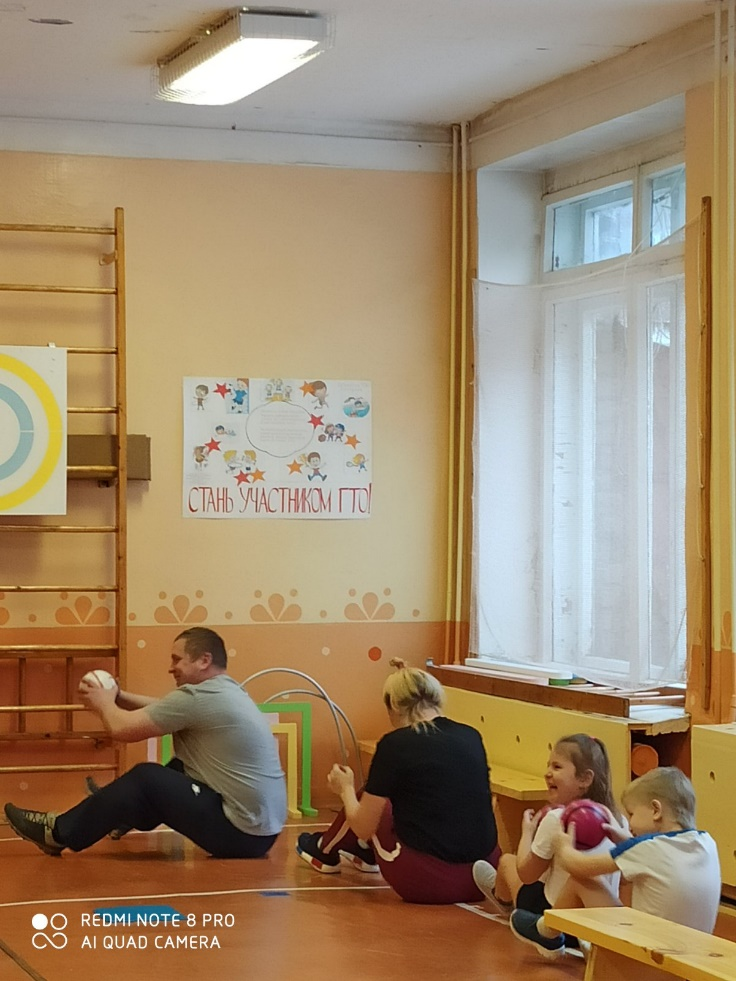 СТАНЬ УЧАСТНИКОМ ГТО!
REDMI NOTE 8 PRO
AI QUAD CAMERA